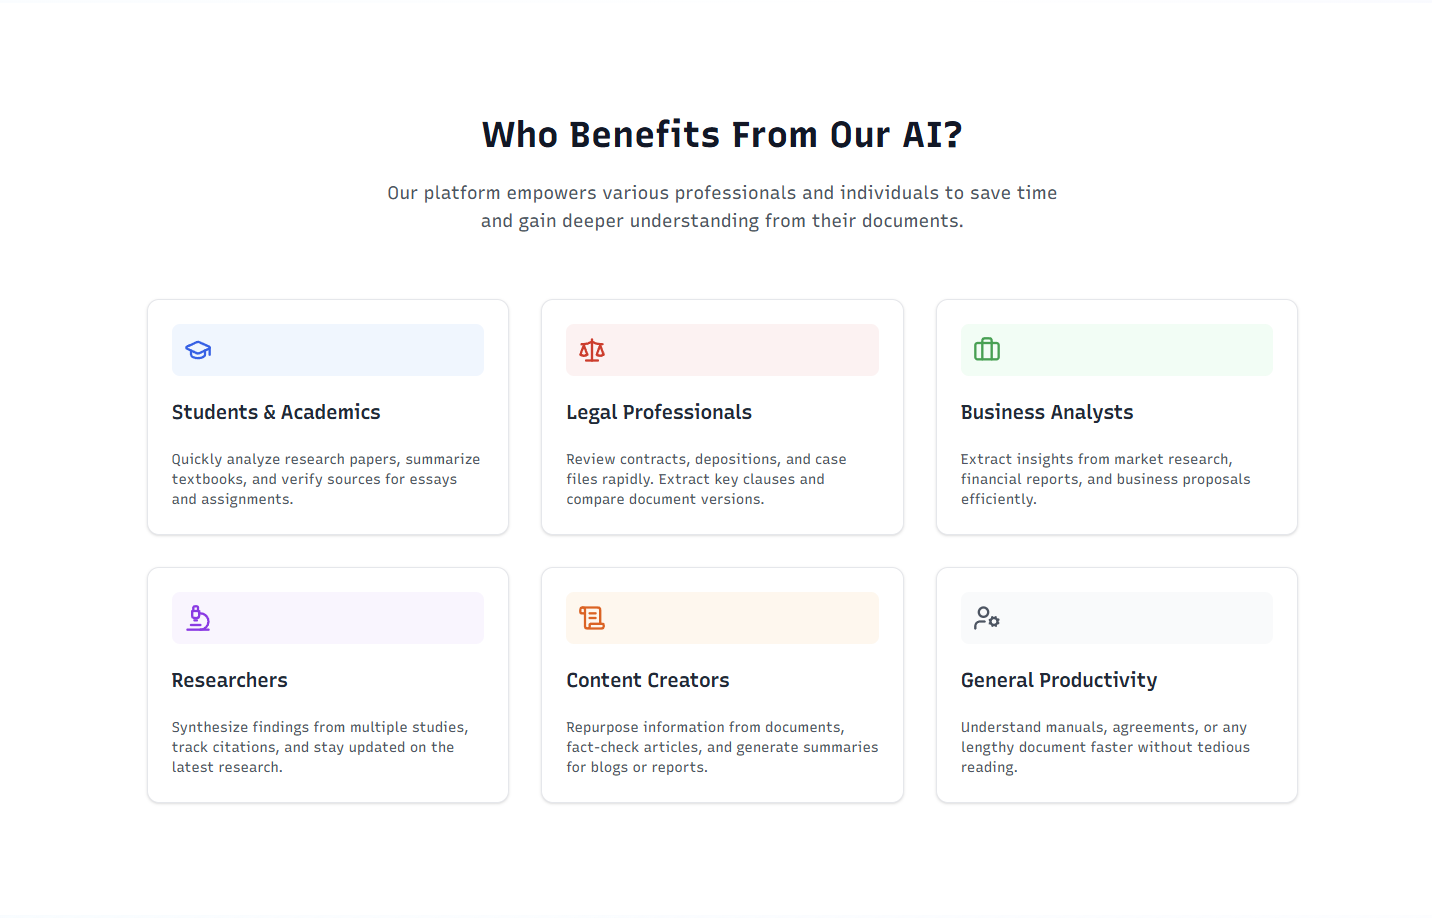 Who Benefits From Our AI?
Our platform empowers various professionals and individuals to save time
and gain deeper understanding from their documents.
Students & Academics
Quickly analyze research papers, summarize
textbooks, and verify sources for essays
and assignments.
Legal Professionals
Review contracts, depositions, and case
files rapidly. Extract key clauses and
compare document versions.
Business Analysts
Extract insights from market research,
financial reports, and business proposals
efficiently.
Researchers
Synthesize findings from multiple studies,
track citations, and stay updated on the
latest research.
Content Creators
Repurpose information from documents,
fact-check articles, and generate summaries
for blogs or reports.
General Productivity
Understand manuals, agreements, or any
lengthy document faster without tedious
reading.